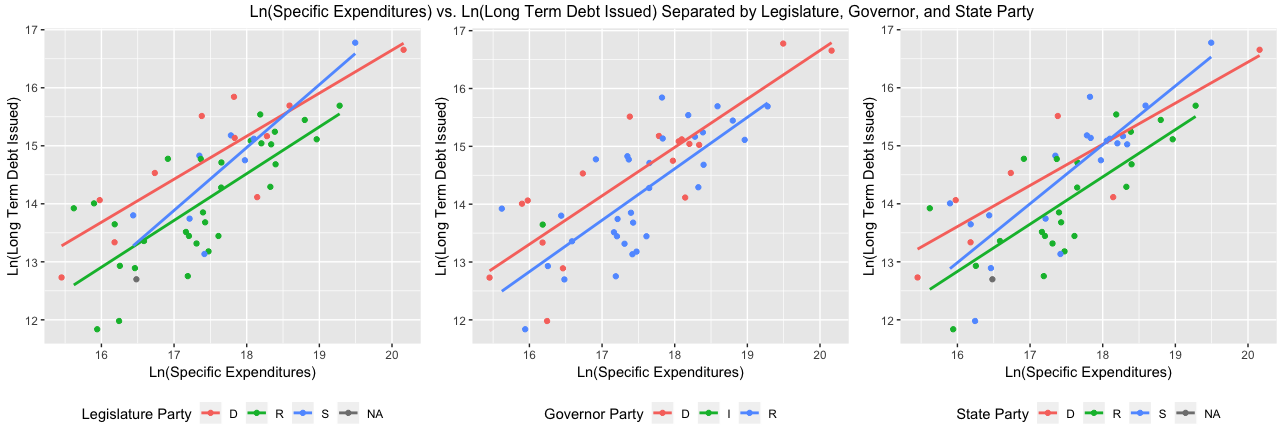 Ln(Specific Expenditures) vs. Ln(Long Term Debt Issued) Separated by Legislature, Governor, and State Party
Ln(Long Term Debt Issued)
17
16
15
14
13
12
16 17 18 19 20
Ln(Specific Expenditures)
Legislature Party D R S NA
Ln(Long Term Debt Issued)
17
16
15
14
13
12
16 17 18 19 20
Ln(Specific Expenditures)
Governor Party D I R
Ln(Long Term Debt Issued)
17
16
15
14
13
12
16 17 18 19 20
Ln(Specific Expenditures)
State Party D R S NA